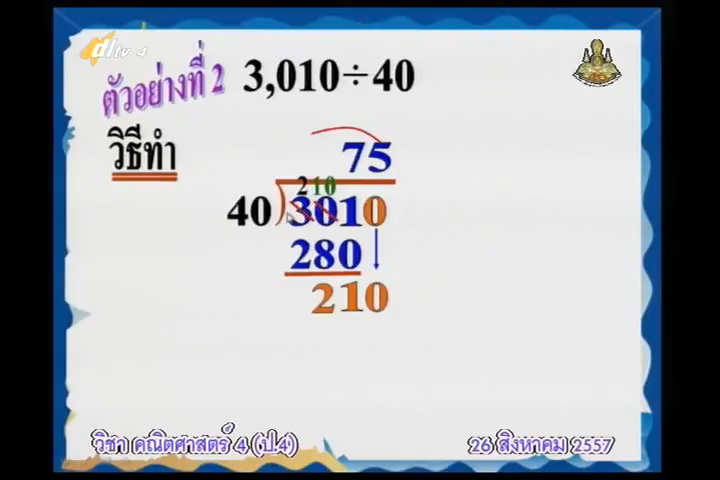 dltv 4
ตัวอย่างที่ 2 3,010÷40
วิธีทำ
75
210
40 3010
280
210
วิชา คณิตศาสตร์ 4 (ป.4) 26 สิงหาคม 2557